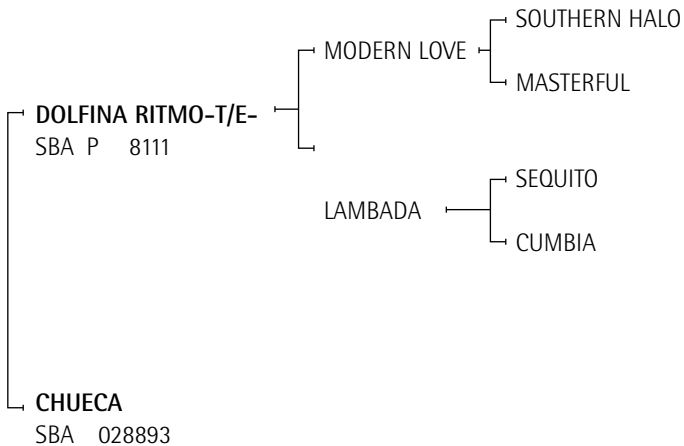 SOUTHERN HALO
MODERN LOVE
MASTERFUL
DOLFINA RITMO-T/E-
SBA P 8111
SEQUITO
LAMBADA
CUMBIA
CHUECA
SBA 028893